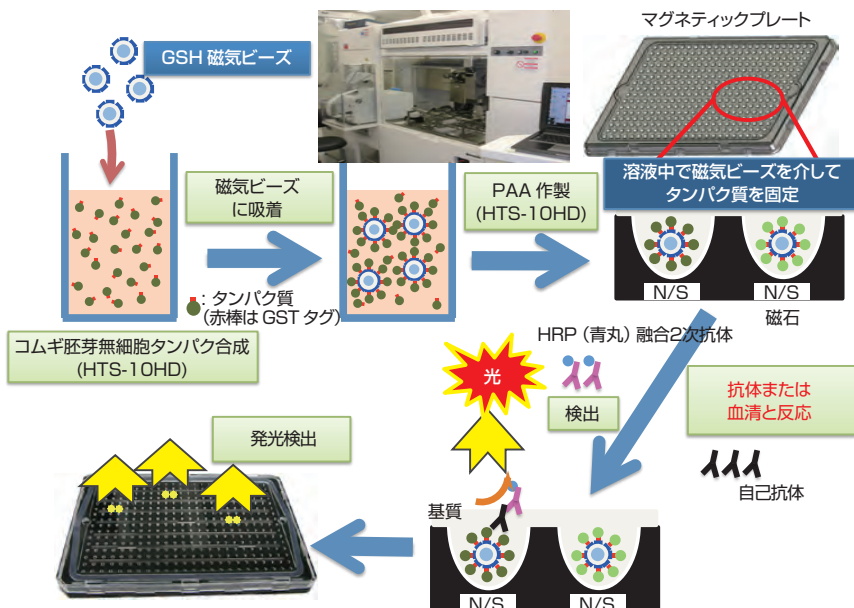 マグネティックプレート
GSH 磁気ビーズ
磁気ビーズ
に吸着
PAA 作製
(HTS-10HD)
溶液中で磁気ビーズを介して
タンパク質を固定
N/S
N/S
磁石
: タンパク質
(赤棒は GST タグ)
コムギ胚芽無細胞タンパク合成
(HTS-10HD)
HRP (青丸) 融合2次抗体
光
検出
抗体または
血清と反応
自己抗体
発光検出
基質
N/S
N/S